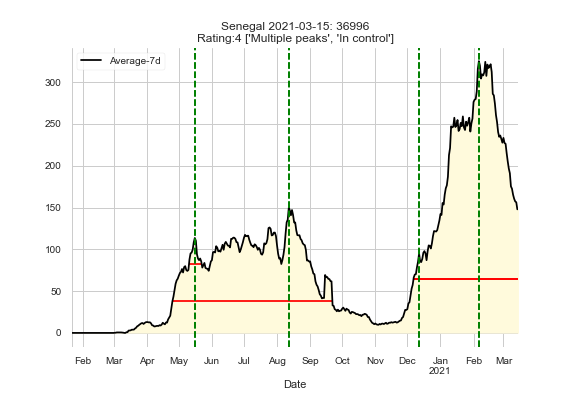 Senegal 2021-03-15: 36996
Rating:4 ['Multiple peaks', 'In control']
Average-7d
300
250
200
150
100
50
0
Feb Mar Apr May Jun Jul Aug Sep Oct Nov Dec Jan Feb Mar
2021
Date